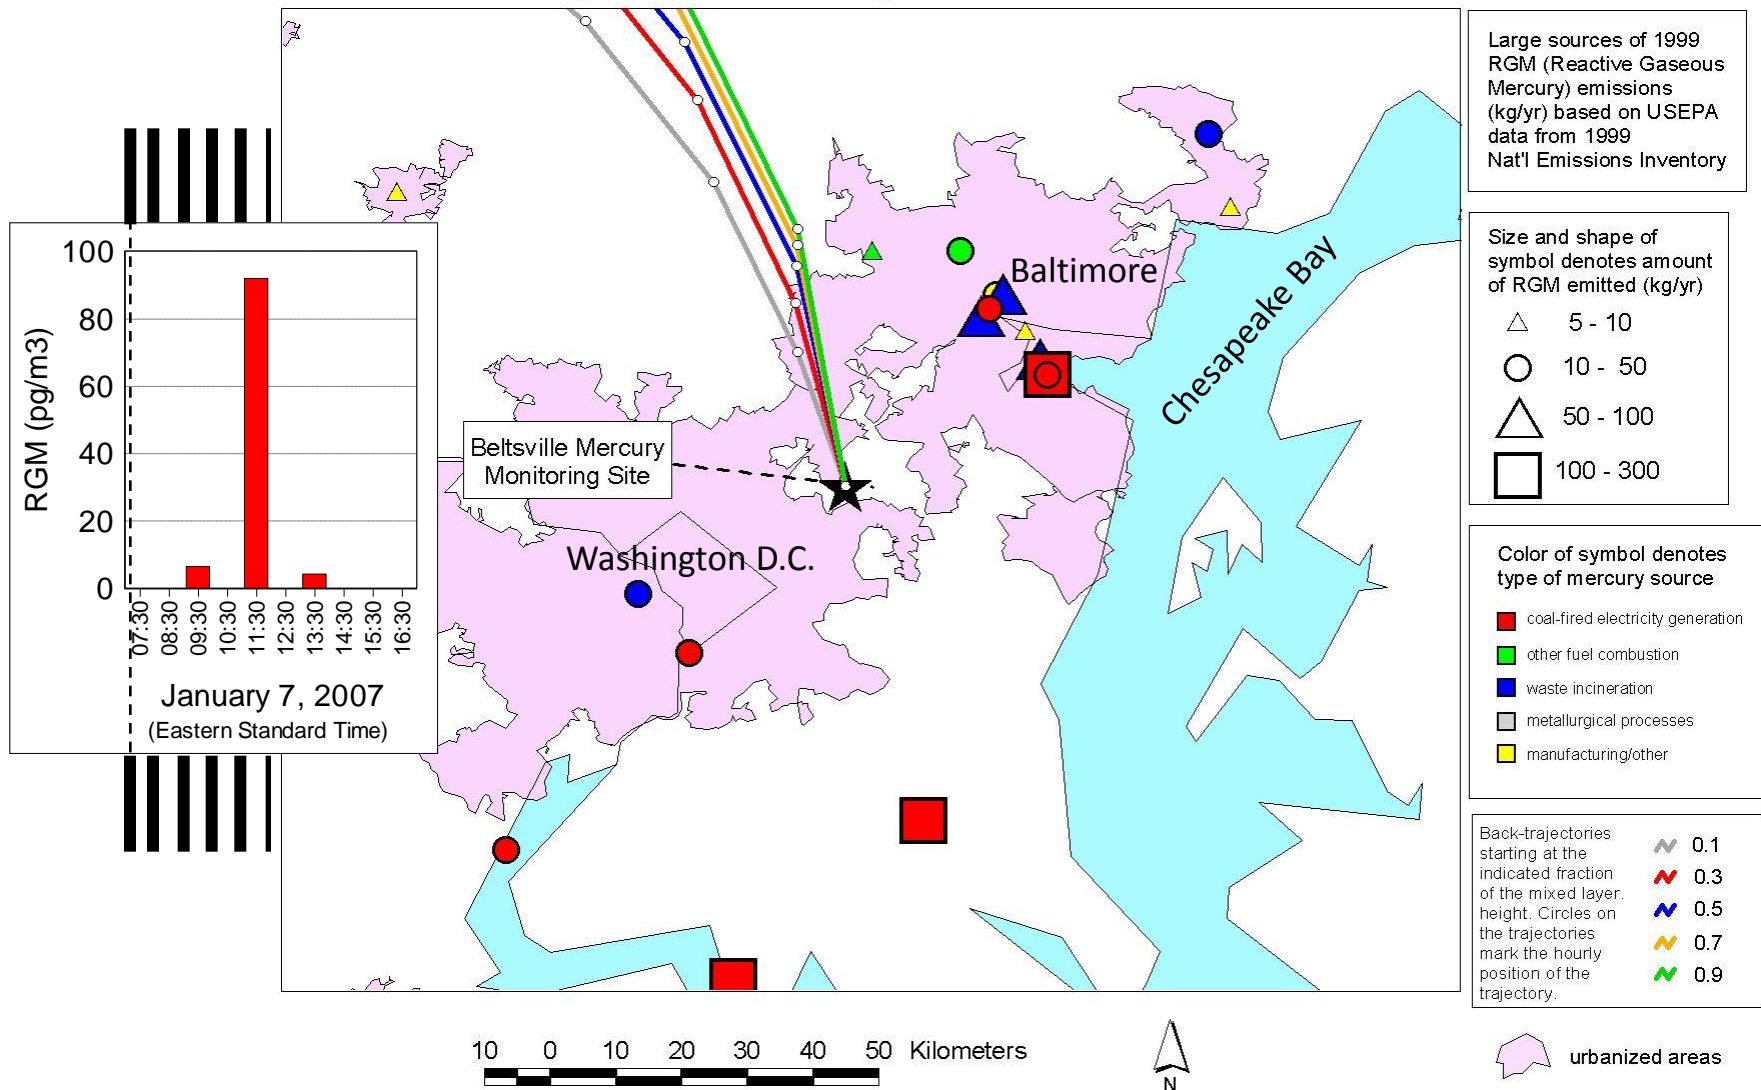 Large sources of 1999
RGM (Reactive Gaseous
Mercury) emissions
(kg/yr) based on USEPA
data from 1999
Nat'l Emissions Inventory
Size and shape of
symbol denotes amount
of RGM emitted (kg/yr)
5 - 10
10 - 50
50 - 100
100 - 300
Color of symbol denotes
type of mercury source
coal-fired electricity generation
other fuel combustion
waste incineration
metallurgical processes
manufacturing/other
Back-trajectories
starting at the
indicated fraction
of the mixed layer.
height. Circles on
the trajectories
mark the hourly
position of the
trajectory.
0.1
0.3
0.5
0.7
0.9
urbanized areas
Baltimore
Chesapeake Bay
Beltsville Mercury
Monitoring Site
Washington D.C.
RGM (pg/m3)
100
80
60
40
20
0
07:30
08:30
09:30
10:30
11:30
12:30
13:30
14:30
15:30
16:30
January 7, 2007
(Eastern Standard Time)
10 0 10 20 30 40 50 Kilometers
N